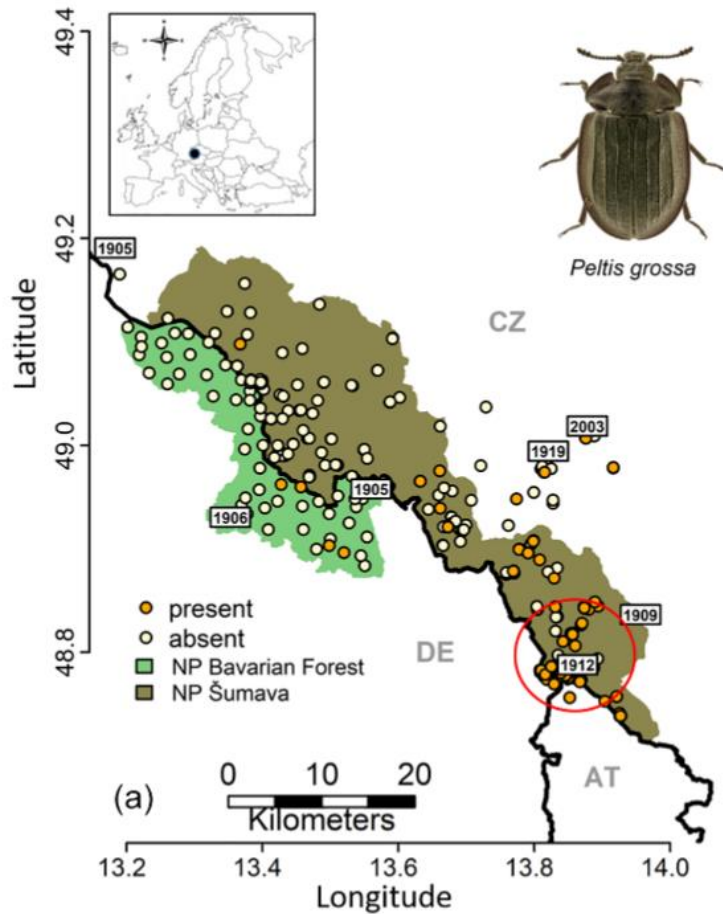 49.4
49.2
49.0
48.8
Latitude
Peltis grossa
CZ
1905
2003
1919
1905
1906
1909
1912
present
absent
NP Bavarian Forest
NP Šumava
DE
AT
(a)
0 10 20
Kilometers
13.2 13.4 13.6 13.8 14.0
Longitude